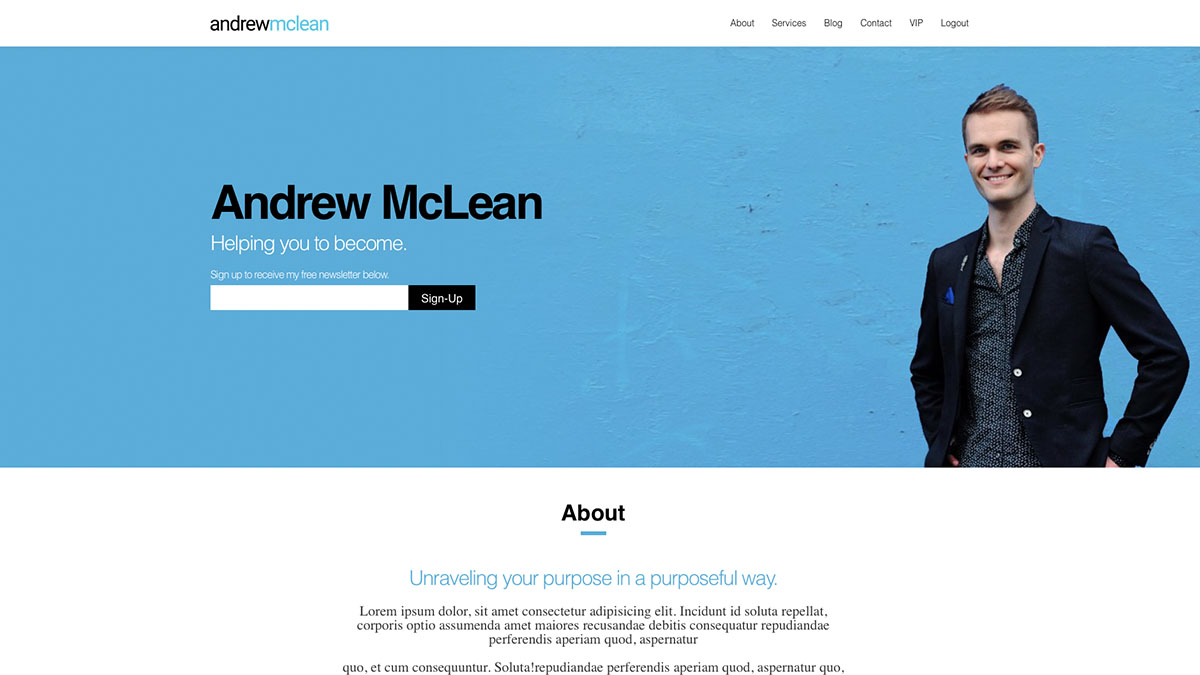 andrewmclean
About Services Blog Contact VIP Logout
Andrew McLean
Helping you to become.
Sign up to receive my free newsletter below.
Sign-Up
About
Unraveling your purpose in a purposeful way.
Lorem ipsum dolor, sit amet consectetur adipisicing elit. Incidunt id soluta repellat,
corporis optio assumenda amet maiores recusandae debitis consequatur repudiandae
perferendis aperiam quod, aspernatur
quo, et cum consequuntur. Soluta!repudiandae perferendis aperiam quod, aspernatur quo,